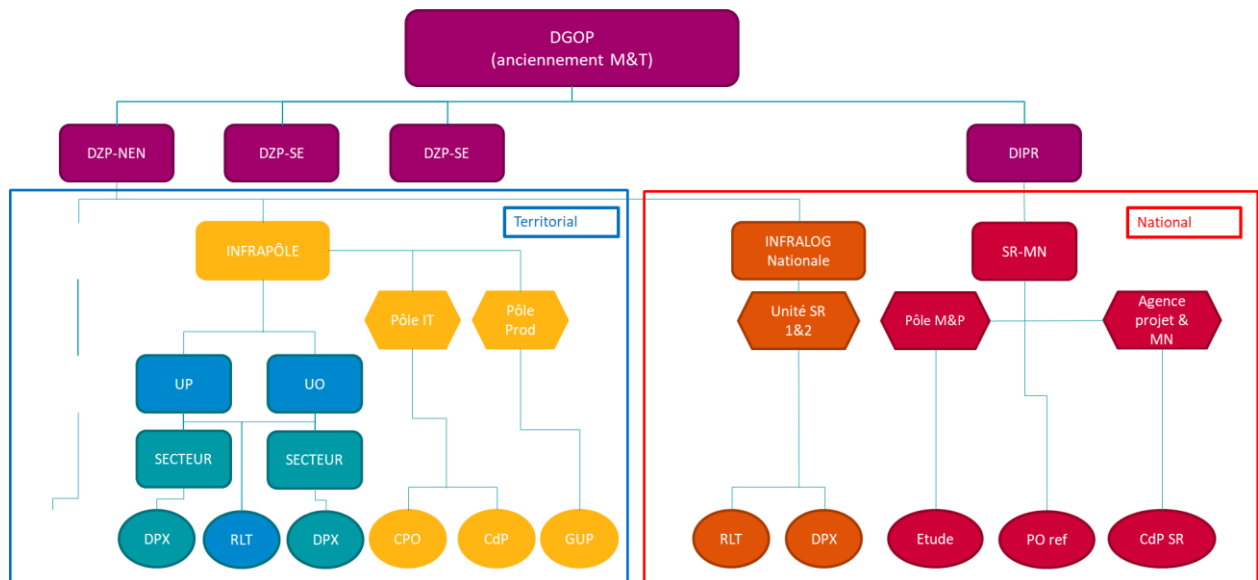 DGOP
(anciennement M&T)
DZP-NEN
DZP-SE
DZP-SE
DIPR
Territorial
National
INFRAPÔLE
INFRALOG
Nationale
SR-MN
Pôle IT
Pôle
Prod
Unité SR
1&2
Pôle M&P
Agence
projet &
MN
UP
UO
SECTEUR
SECTEUR
DPX
RLT
DPX
CPO
CdP
GUP
RLT
DPX
Etude
PO ref
CdP SR